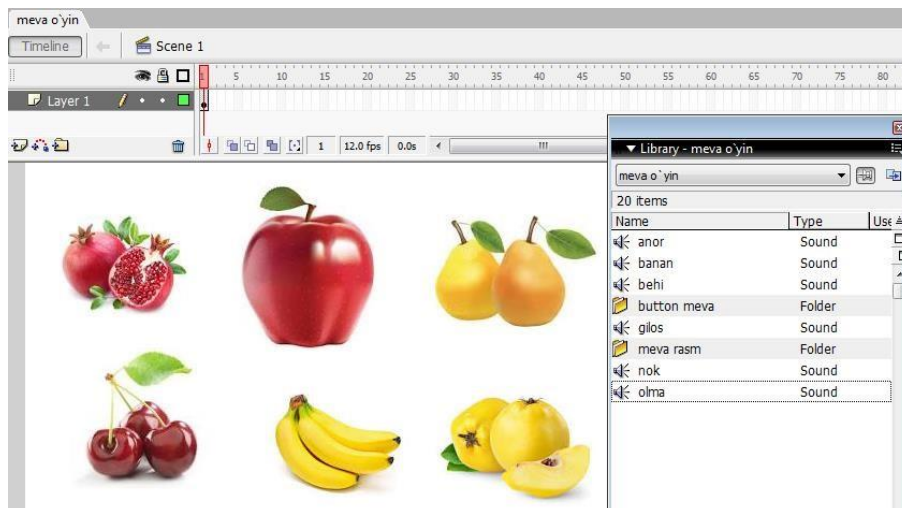 meva o`yin
Timeline Scene 1
1 5 10 15 20 25 30 35 40 45 50 55 60 65 70 75 80
Layer 1
1 12.0 fps 0.0s
Library - meva o`yin
meva o`yin
20 items
Name Type Use
anor Sound
banan Sound
behi Sound
button meva Folder
gilos Sound
meva rasm Folder
nok Sound
olma Sound